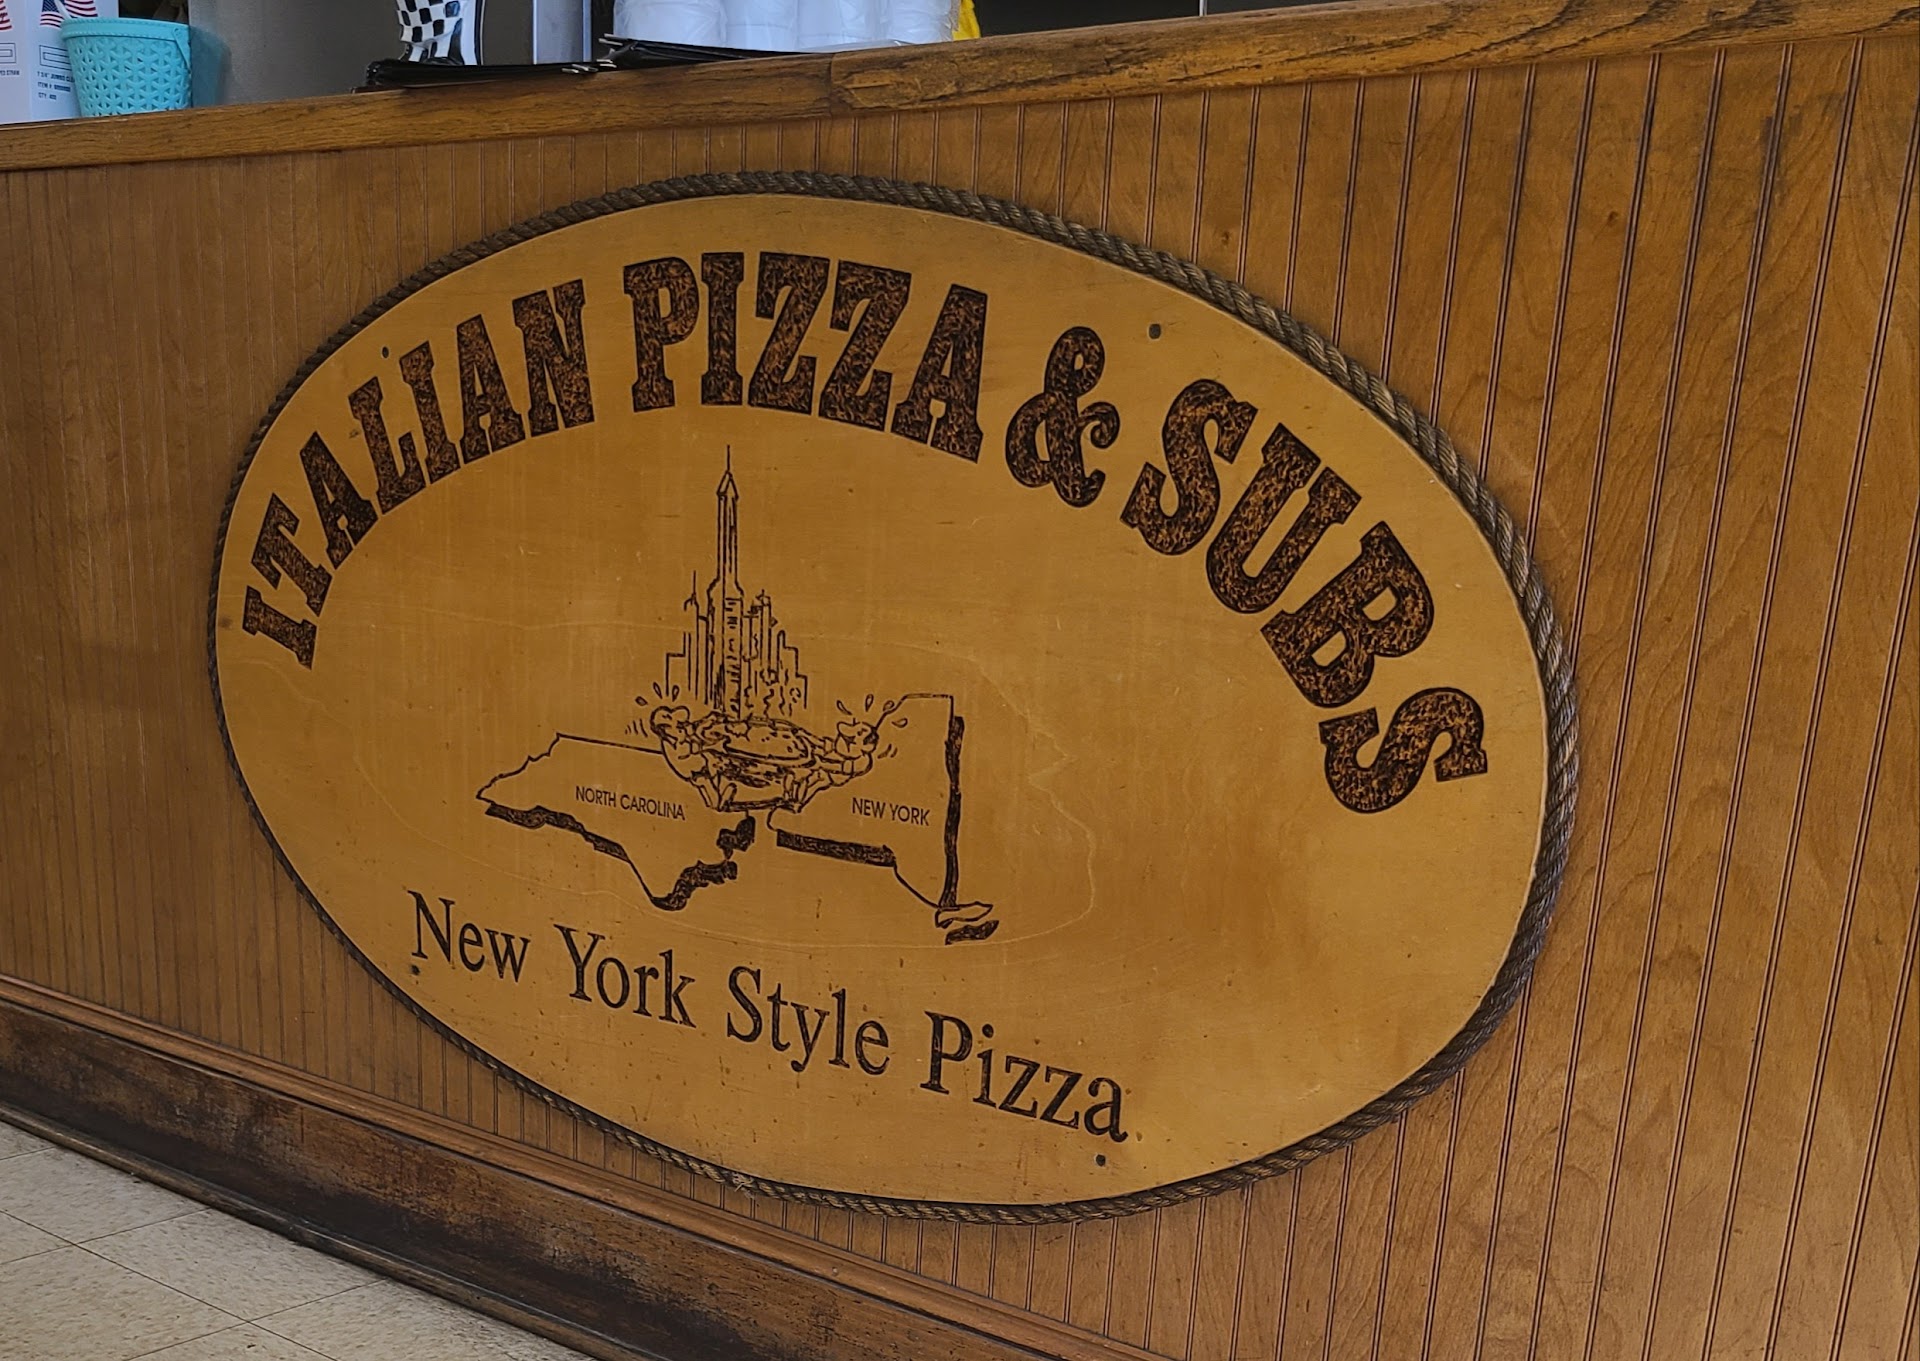 ITALIAN PIZZA & SUBS
NORTH CAROLINA
NEW YORK
New York Style Pizza